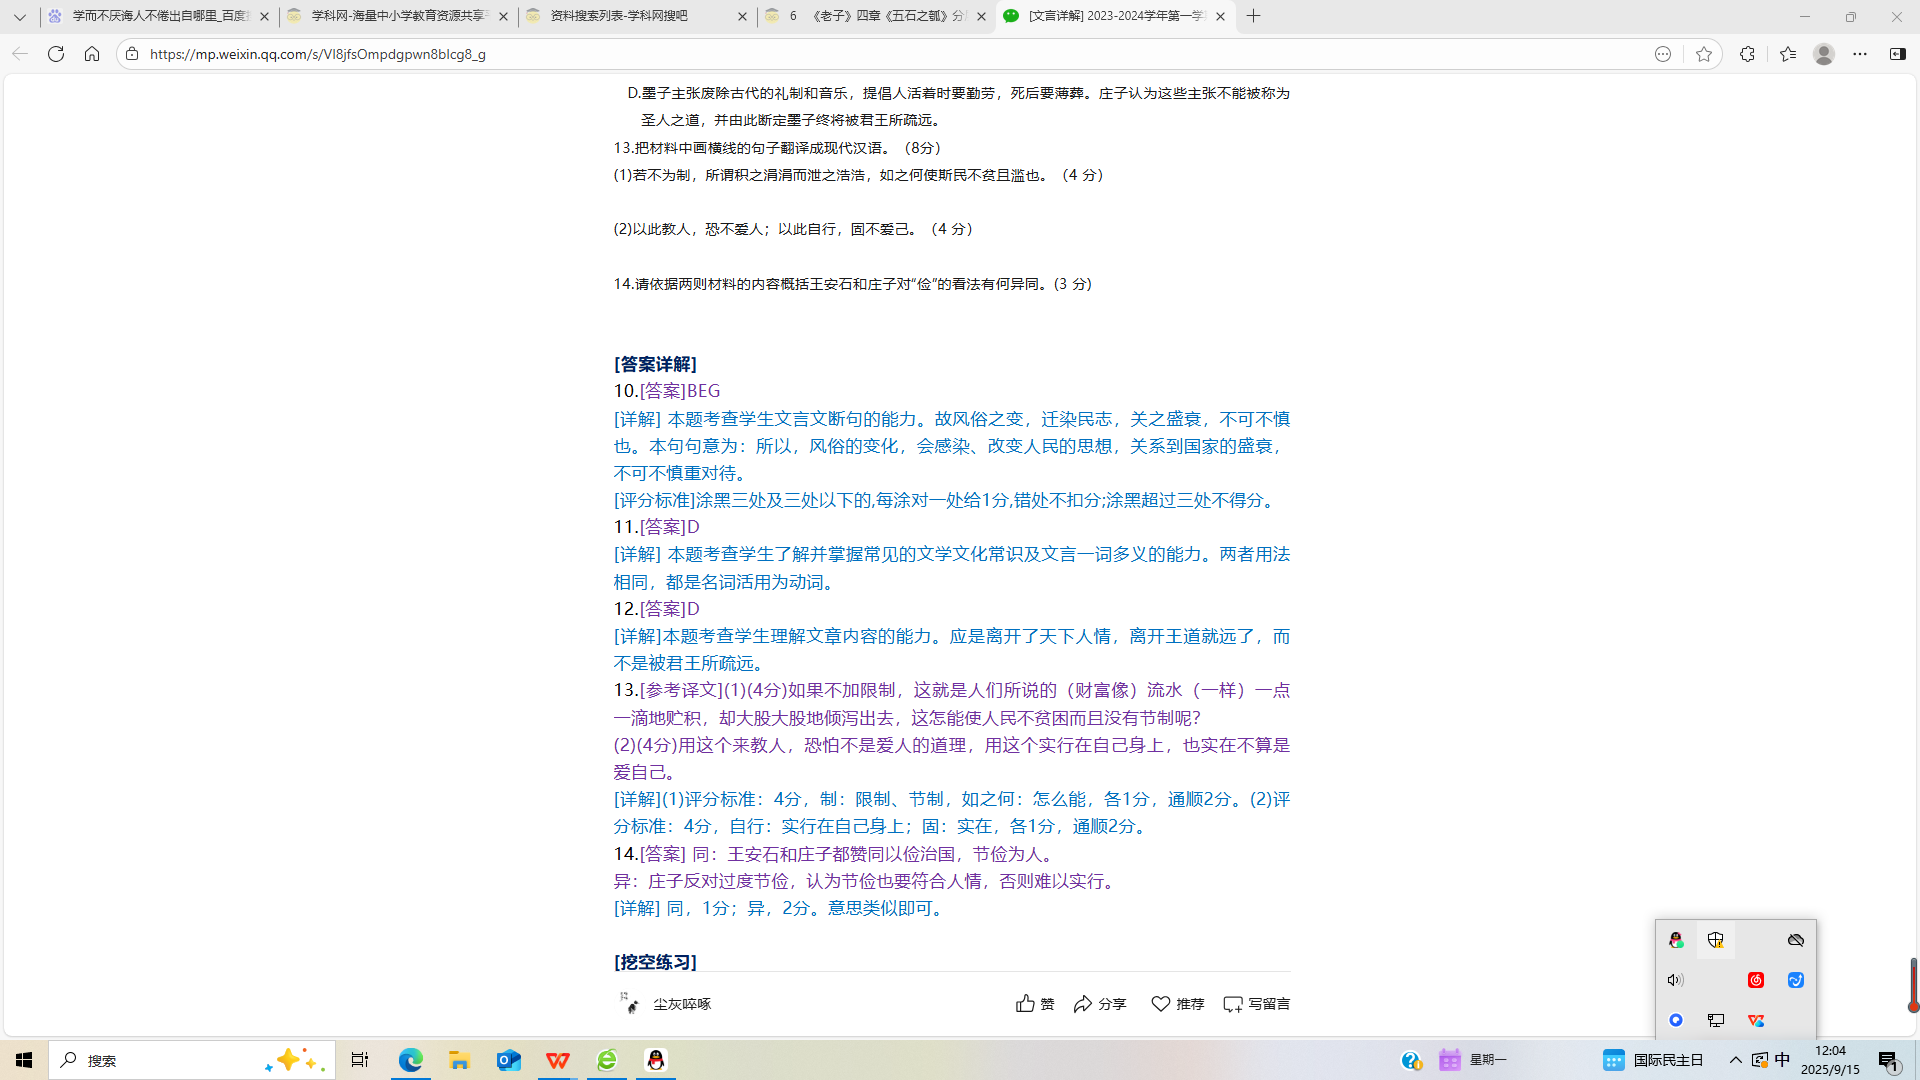 学而不厌诲人不倦出自哪里_百度
学科网-海量中小学教育资源共享
资料搜索列表-学科网搜吧
6 《老子》四章《五石之瓠》分
[文言详解] 2023-2024学年第一学
https://mp.weixin.qq.com/s/Vl8jfsOmpdgpwn8blcg8_g
D.墨子主张废除古代的礼制和音乐，提倡人活着时要勤劳，死后要薄葬。庄子认为这些主张不能被称为
圣人之道，并由此断定墨子终将被君王所疏远。
13.把材料中画横线的句子翻译成现代汉语。（8分）
(1)若不为制，所谓积之涓涓而泄之浩浩，如之何使斯民不贫且滥也。（4 分）
(2)以此教人，恐不爱人；以此自行，固不爱己。（4 分）
14.请依据两则材料的内容概括王安石和庄子对“俭”的看法有何异同。(3 分)
[答案详解]
10.[答案]BEG
[详解] 本题考查学生文言文断句的能力。故风俗之变，迁染民志，关之盛衰，不可不慎
也。本句句意为：所以，风俗的变化，会感染、改变人民的思想，关系到国家的盛衰，
不可不慎重对待。
[评分标准]涂黑三处及三处以下的,每涂对一处给1分,错处不扣分;涂黑超过三处不得分。
11.[答案]D
[详解] 本题考查学生了解并掌握常见的文学文化常识及文言一词多义的能力。两者用法
相同，都是名词活用为动词。
12.[答案]D
[详解]本题考查学生理解文章内容的能力。应是离开了天下人情，离开王道就远了，而
不是被君王所疏远。
13.[参考译文](1)(4分)如果不加限制，这就是人们所说的（财富像）流水（一样）一点
一滴地贮积，却大股大股地倾泻出去，这怎能使人民不贫困而且没有节制呢？
(2)(4分)用这个来教人，恐怕不是爱人的道理，用这个实行在自己身上，也实在不算是
爱自己。
[详解](1)评分标准：4分，制：限制、节制，如之何：怎么能，各1分，通顺2分。(2)评
分标准：4分，自行：实行在自己身上；固：实在，各1分，通顺2分。
14.[答案] 同：王安石和庄子都赞同以俭治国，节俭为人。
异：庄子反对过度节俭，认为节俭也要符合人情，否则难以实行。
[详解] 同，1分；异，2分。意思类似即可。
[挖空练习]
尘灰啐啄
赞
分享
推荐
写留言
搜索
星期一
国际民主日
中
12:04
2025/9/15
1